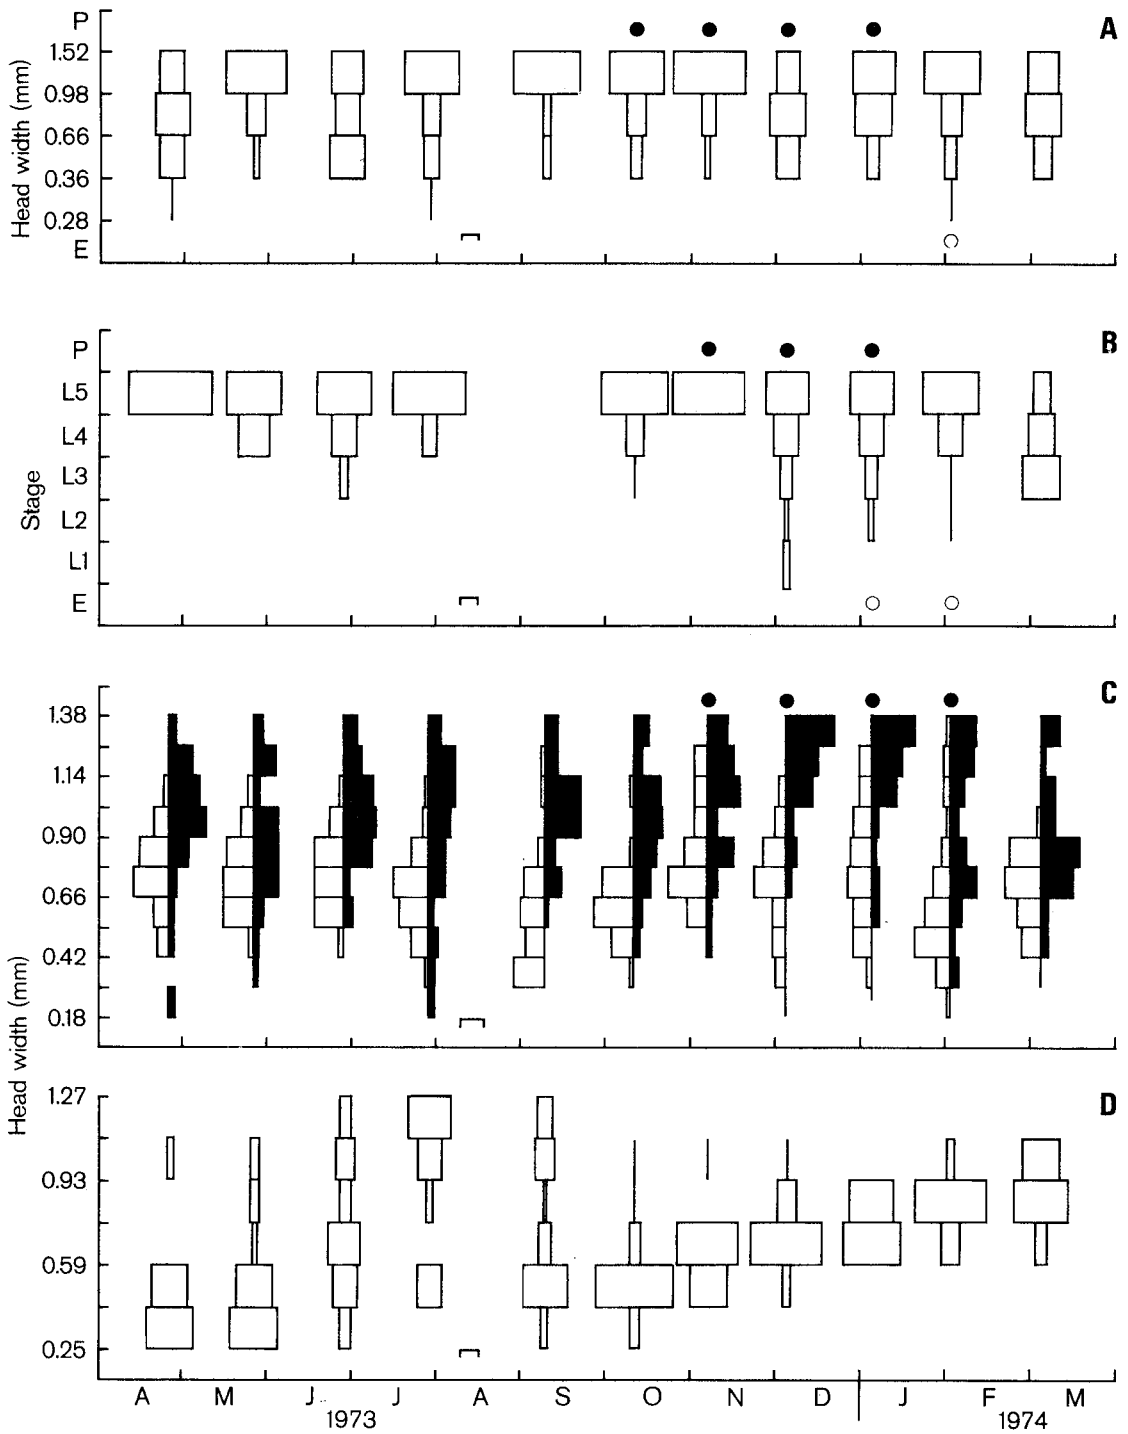 A
P
1.52
0.98
0.66
0.36
0.28
E
Head width (mm)
B
P
L5
L4
L3
L2
L1
E
Stage
C
1.38
1.14
0.90
0.66
0.42
0.18
Head width (mm)
D
1.27
0.93
0.59
0.25
A M J J A S O N D J F M
1973 1974